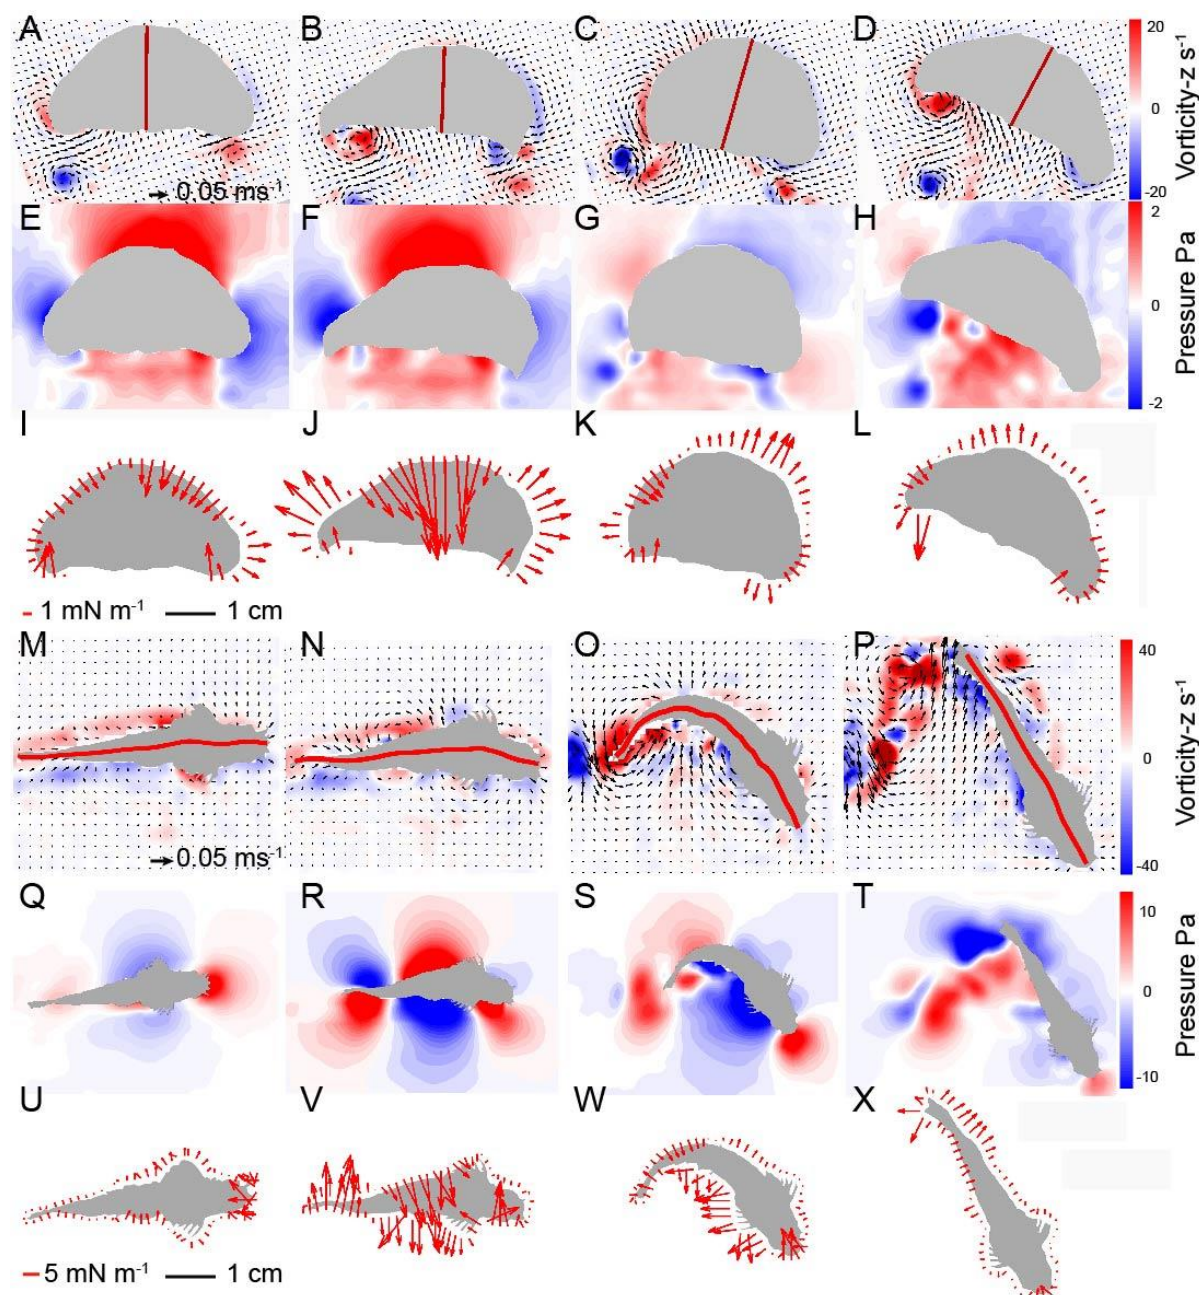 A B C D
20
0
-20
Vorticity-z s-1
0.05 ms-1
E F G H
2
0
-2
Pressure Pa
I J K L
1 mN m-1 1 cm
M N O P
40
0
-40
Vorticity-z s-1
0.05 ms-1
Q R S T
10
0
-10
Pressure Pa
U V W X
5 mN m-1 1 cm